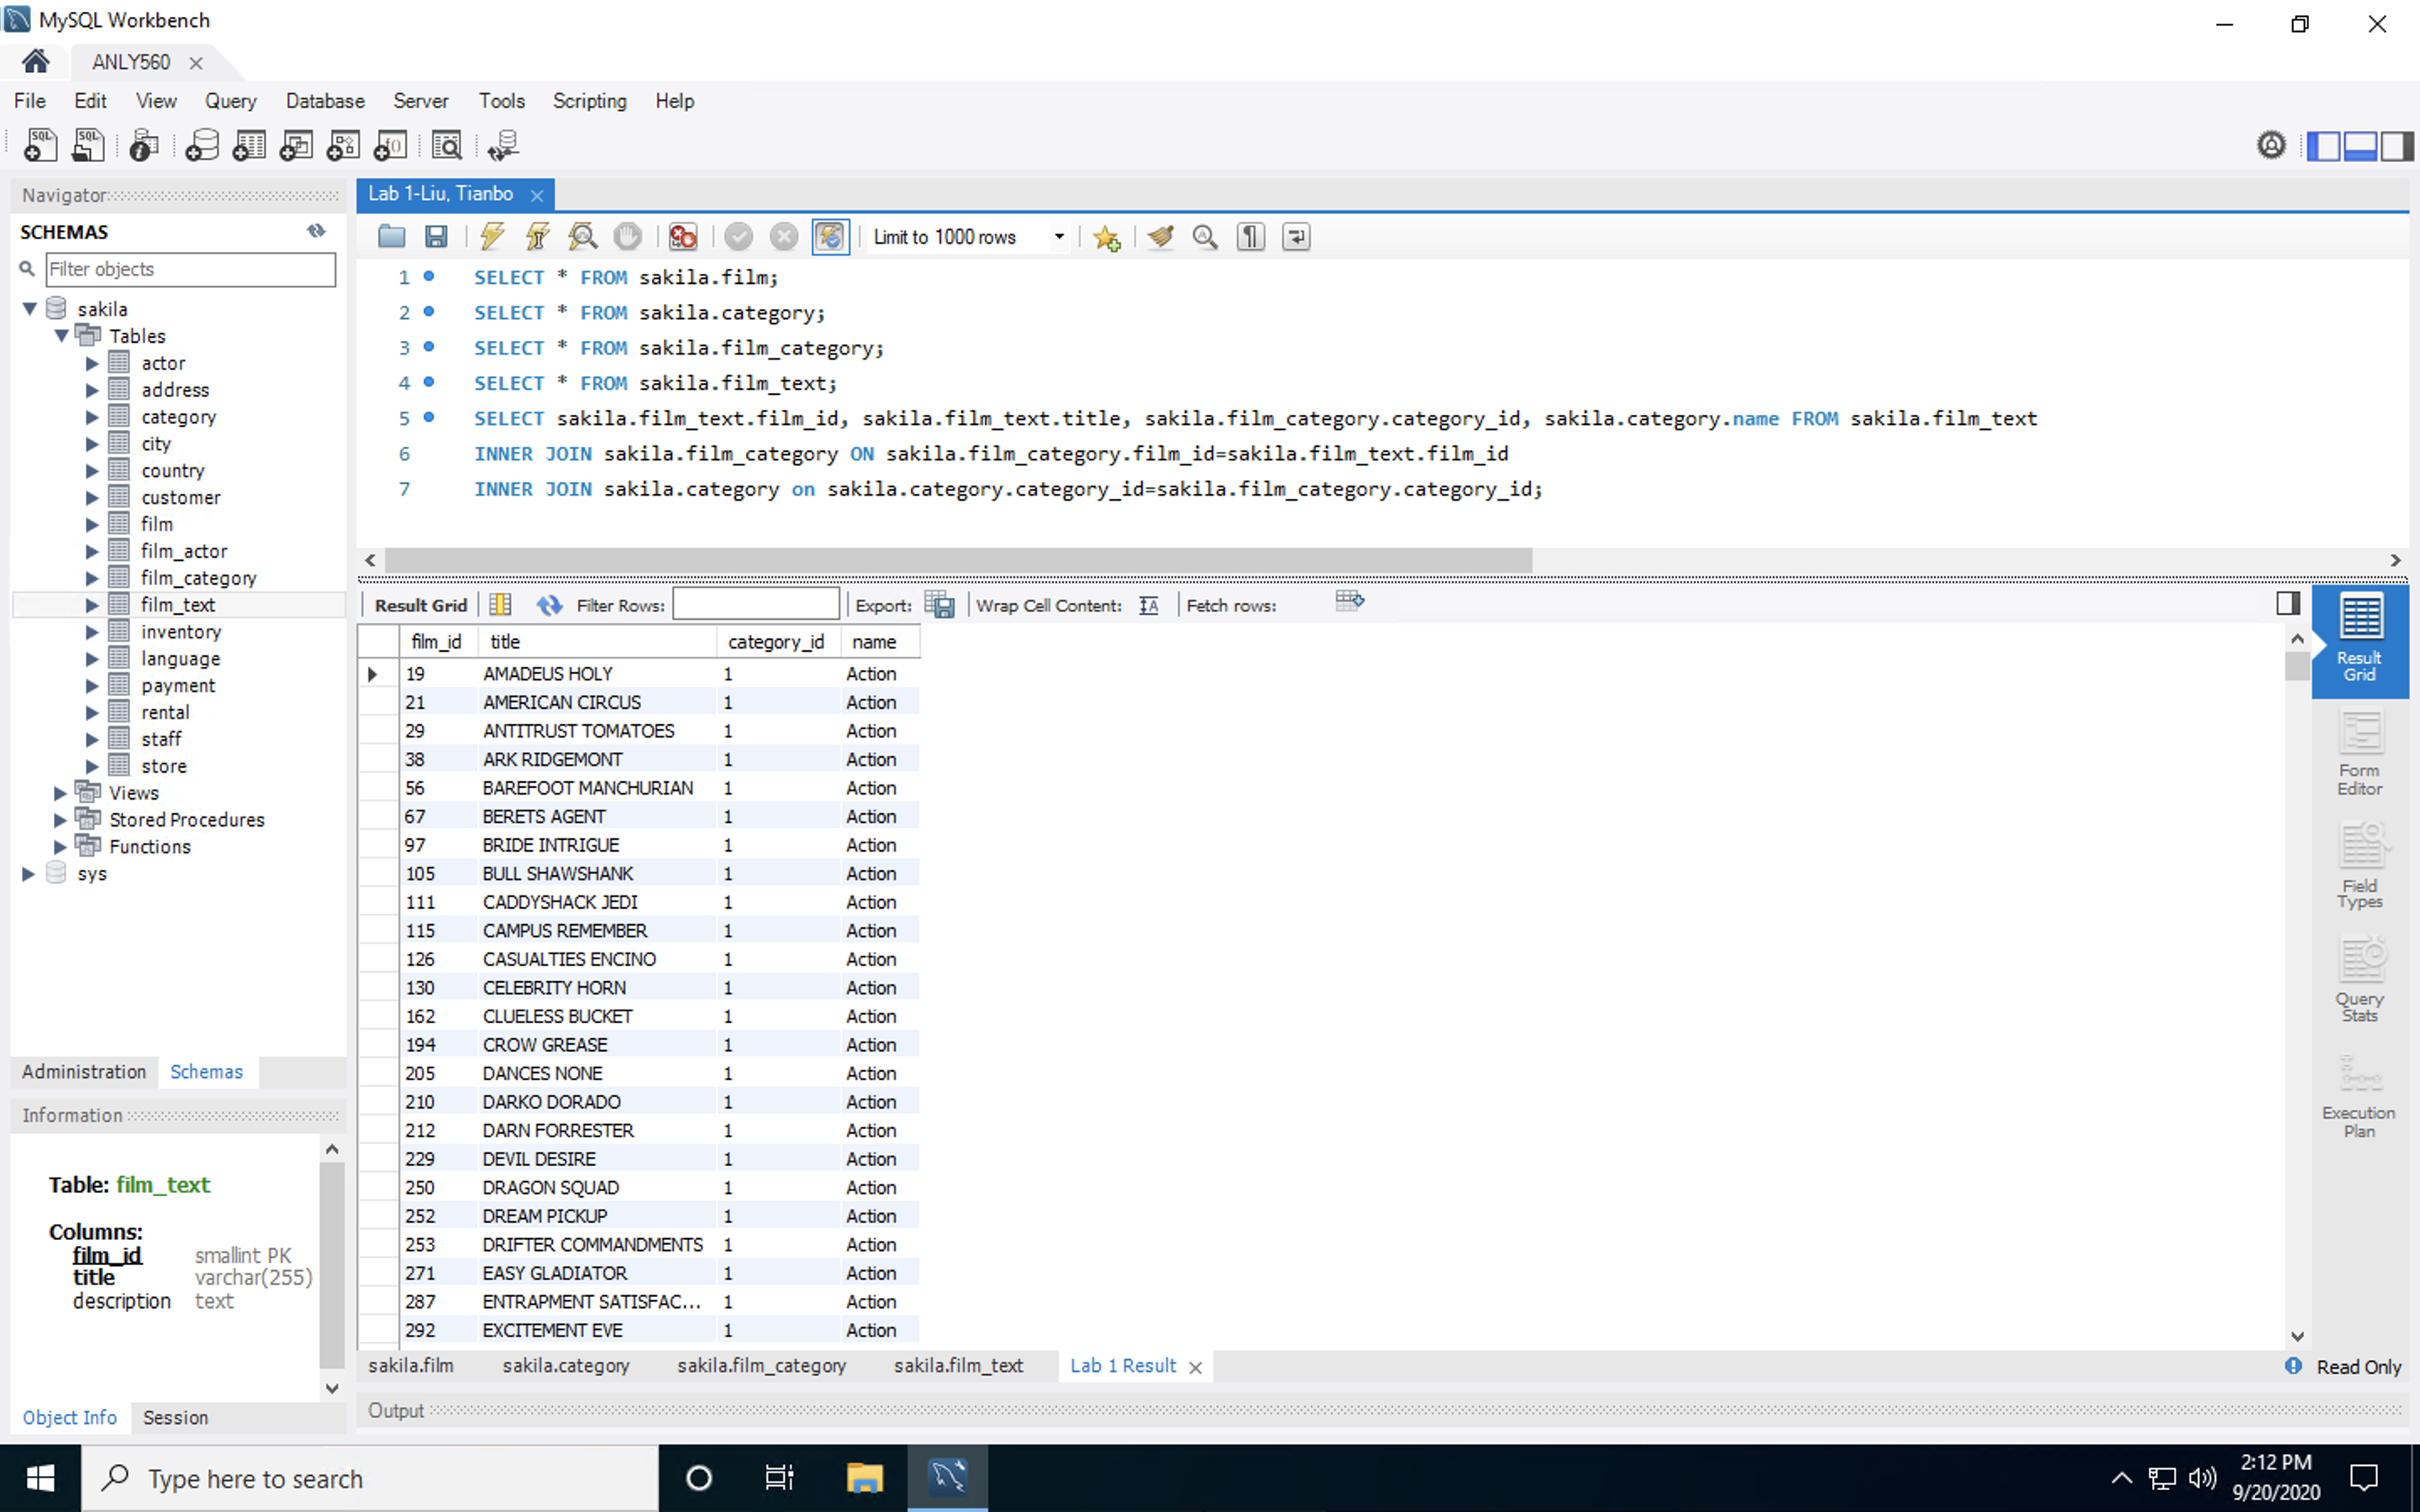 MySQL Workbench
ANLY560
File Edit View Query Database Server Tools Scripting Help
Navigator
SCHEMAS
Filter objects
sakila
Tables
actor
address
category
city
country
customer
film
film_actor
film_category
film_text
inventory
language
payment
rental
staff
store
Views
Stored Procedures
Functions
sys
Administration Schemas
Information
Table: film_text
Columns:
film_id smallint PK
title varchar(255)
description text
Object Info Session
Lab 1-Liu, Tianbo
Limit to 1000 rows
1 SELECT * FROM sakila.film;
2 SELECT * FROM sakila.category;
3 SELECT * FROM sakila.film_category;
4 SELECT * FROM sakila.film_text;
5 SELECT sakila.film_text.film_id, sakila.film_text.title, sakila.film_category.category_id, sakila.category.name FROM sakila.film_text
6 INNER JOIN sakila.film_category ON sakila.film_category.film_id=sakila.film_text.film_id
7 INNER JOIN sakila.category on sakila.category.category_id=sakila.film_category.category_id;
Result Grid Filter Rows: Export: Wrap Cell Content: Fetch rows:
film_id title category_id name
19 AMADEUS HOLY 1 Action
21 AMERICAN CIRCUS 1 Action
29 ANTITRUST TOMATOES 1 Action
38 ARK RIDGEMONT 1 Action
56 BAREFOOT MANCHURIAN 1 Action
67 BERETS AGENT 1 Action
97 BRIDE INTRIGUE 1 Action
105 BULL SHAWSHANK 1 Action
111 CADDYSHACK JEDI 1 Action
115 CAMPUS REMEMBER 1 Action
126 CASUALTIES ENCINO 1 Action
130 CELEBRITY HORN 1 Action
162 CLUELESS BUCKET 1 Action
194 CROW GREASE 1 Action
205 DANCES NONE 1 Action
210 DARKO DORADO 1 Action
212 DARN FORRESTER 1 Action
229 DEVIL DESIRE 1 Action
250 DRAGON SQUAD 1 Action
252 DREAM PICKUP 1 Action
253 DRIFTER COMMANDMENTS 1 Action
271 EASY GLADIATOR 1 Action
287 ENTRAPMENT SATISFAC... 1 Action
292 EXCITEMENT EVE 1 Action
Result
Grid
Form
Editor
Field
Types
Query
Stats
Execution
Plan
sakila.film sakila.category sakila.film_category sakila.film_text Lab 1 Result Read Only
Output
Type here to search
2:12 PM
9/20/2020